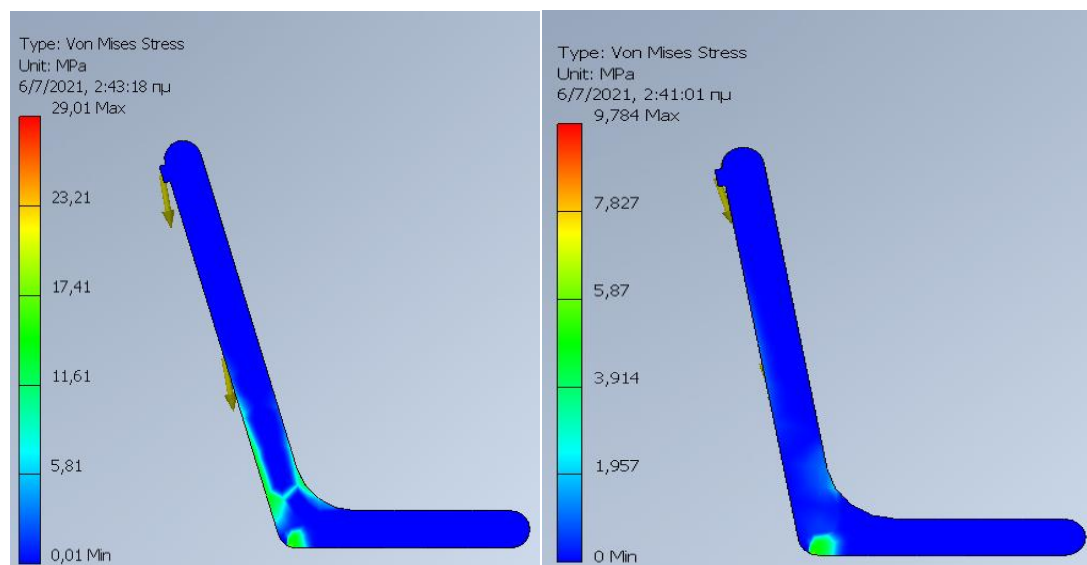 Type: Von Mises Stress
Unit: MPa
6/7/2021, 2:43:18 πμ
29,01 Max
23,21
17,41
11,61
5,81
0,01 Min
Type: Von Mises Stress
Unit: MPa
6/7/2021, 2:41:01 πμ
9,784 Max
7,827
5,87
3,914
1,957
0 Min